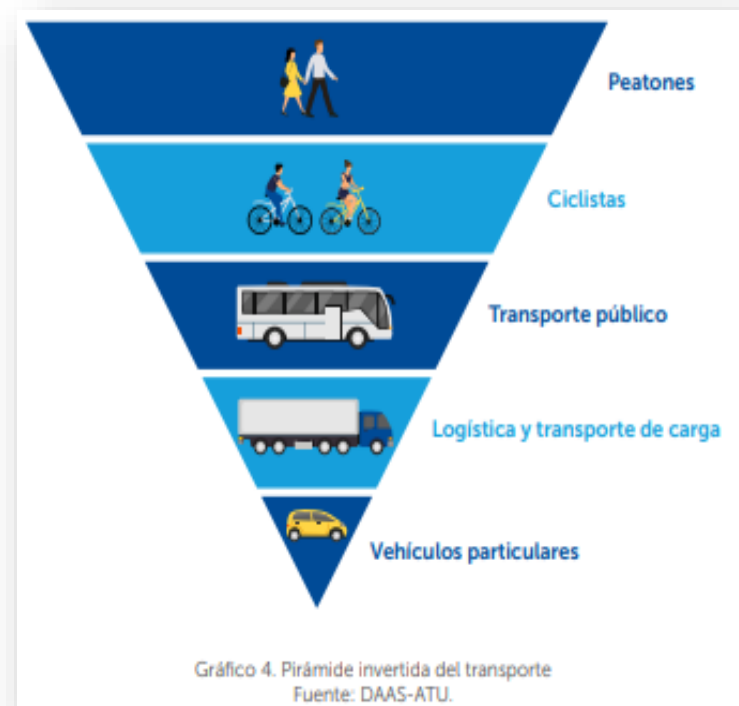 Peatones
Ciclistas
Transporte público
Logística y transporte de carga
Vehículos particulares
Gráfico 4. Pirámide invertida del transporte
Fuente: DAAS-ATU.